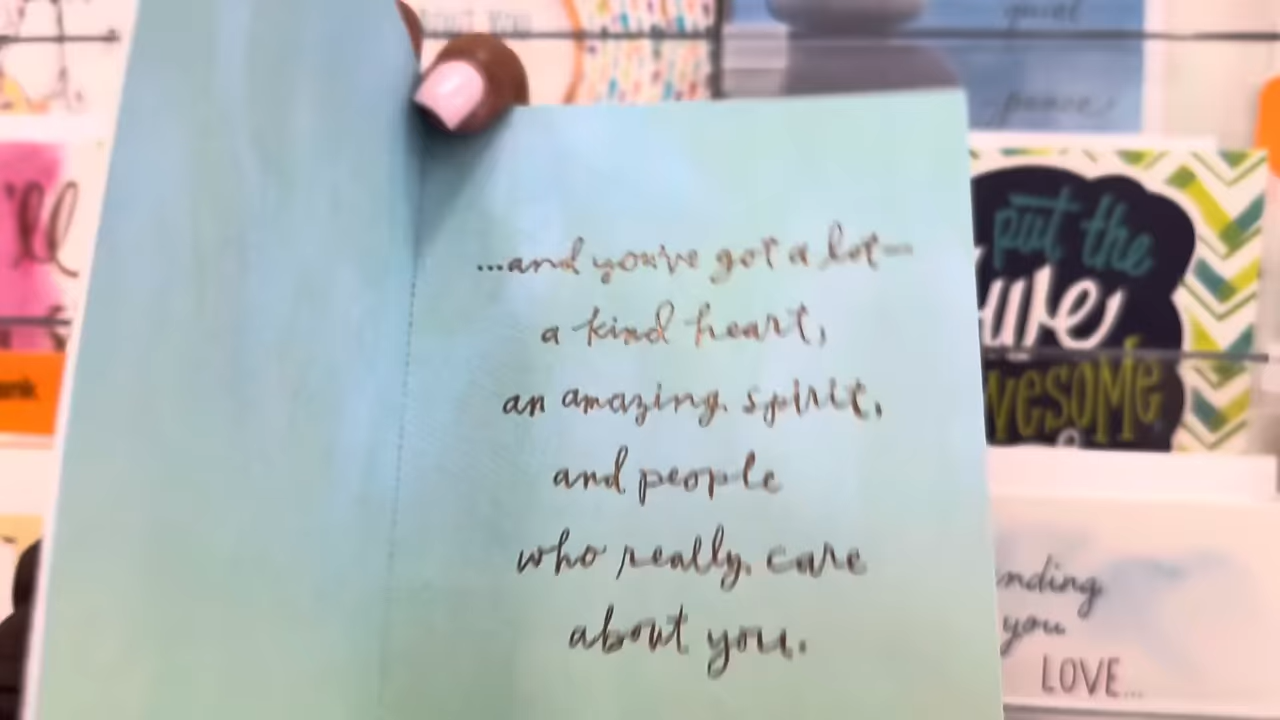 ...and you've got a lot—
a kind heart,
an amazing spirit,
and people
who really care
about you.
'll
put the
AWESOME
nding
you
LOVE...